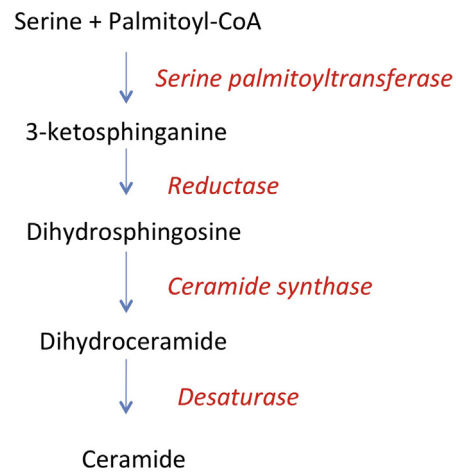 Serine + Palmitoyl-CoA
Serine palmitoyltransferase
3-ketosphinganine
Reductase
Dihydrosphingosine
Ceramide synthase
Dihydroceramide
Desaturase
Ceramide